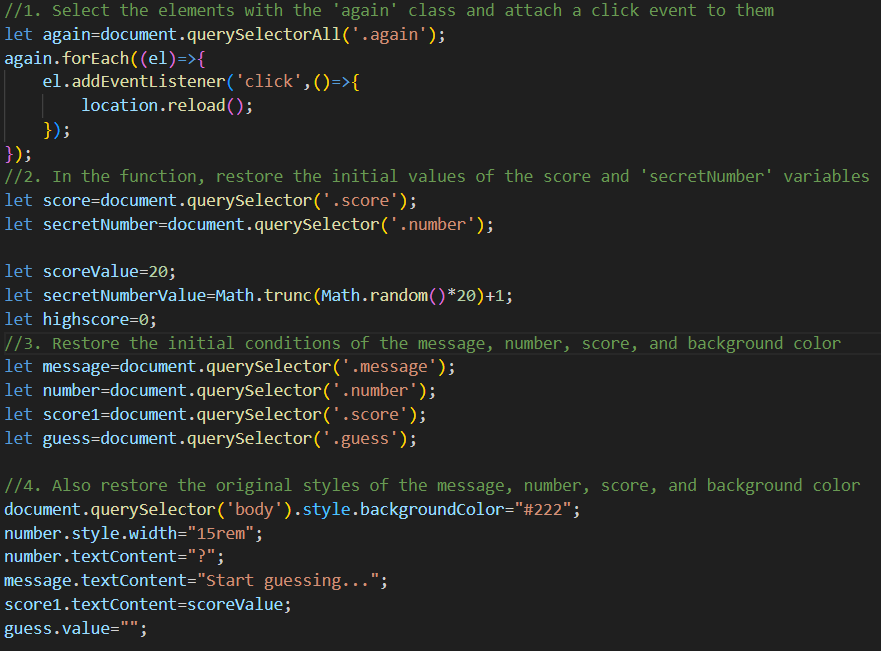 //1. Select the elements with the 'again' class and attach a click event to them
let again=document.querySelectorAll('.again');
again.forEach((el)=>{
    el.addEventListener('click',()=>{
        location.reload();
    });
});
//2. In the function, restore the initial values of the score and 'secretNumber' variables
let score=document.querySelector('.score');
let secretNumber=document.querySelector('.number');

let scoreValue=20;
let secretNumberValue=Math.trunc(Math.random()*20)+1;
let highscore=0;
//3. Restore the initial conditions of the message, number, score, and background color
let message=document.querySelector('.message');
let number=document.querySelector('.number');
let score1=document.querySelector('.score');
let guess=document.querySelector('.guess');

//4. Also restore the original styles of the message, number, score, and background color
document.querySelector('body').style.backgroundColor="#222";
number.style.width="15rem";
number.textContent="?";
message.textContent="Start guessing...";
score1.textContent=scoreValue;
guess.value="";